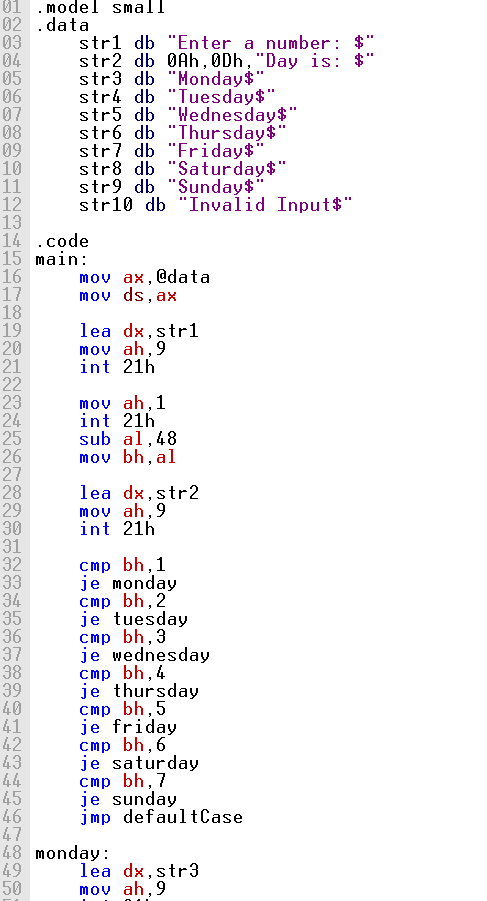 01 .model small
02 .data
03 str1 db "Enter a number: $"
04 str2 db 0Ah,0Dh,"Day is: $"
05 str3 db "Monday$"
06 str4 db "Tuesday$"
07 str5 db "Wednesday$"
08 str6 db "Thursday$"
09 str7 db "Friday$"
10 str8 db "Saturday$"
11 str9 db "Sunday$"
12 str10 db "Invalid Input$"
13
14 .code
15 main:
16 mov ax,@data
17 mov ds,ax
18
19 lea dx,str1
20 mov ah,9
21 int 21h
22
23 mov ah,1
24 int 21h
25 sub al,48
26 mov bh,al
27
28 lea dx,str2
29 mov ah,9
30 int 21h
31
32 cmp bh,1
33 je monday
34 cmp bh,2
35 je tuesday
36 cmp bh,3
37 je wednesday
38 cmp bh,4
39 je thursday
40 cmp bh,5
41 je friday
42 cmp bh,6
43 je saturday
44 cmp bh,7
45 je sunday
46 jmp defaultCase
47
48 monday:
49 lea dx,str3
50 mov ah,9